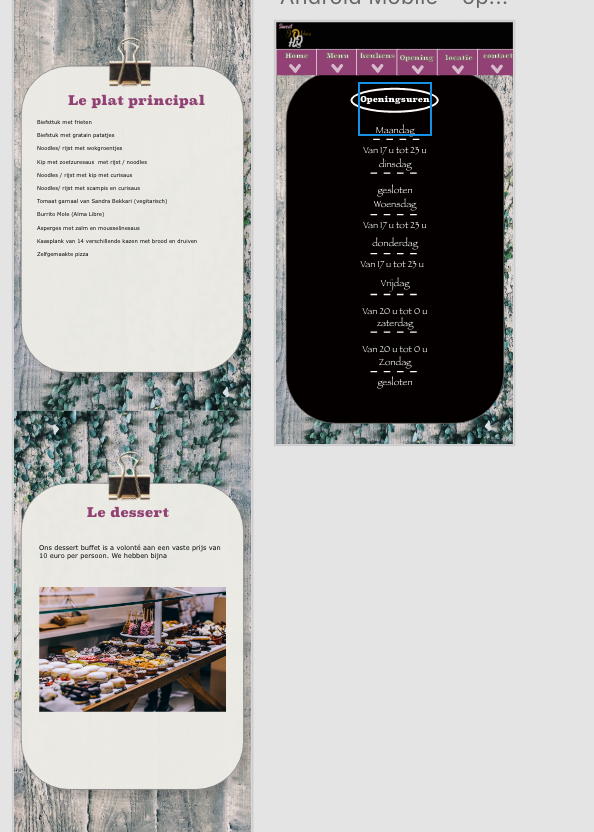 Android Mobile – op...
Le plat principal
Biefsttuk met frieten
Biefstuk met gratain patatjes
Noodles/ rijst met wokgroentjes
Kip met zoetzuresaus met rijst / noodles
Noodles / rijst met kip met curisaus
Noodles/ rijst met scampis en curisaus
Tomaat garnaal van Sandra Bekkari (vegitarisch)
Burrito Mole (Alma Libre)
Asperges met zalm en mousselinesaus
Kaasplank van 14 verschillende kazen met brood en druiven
Zelfgemaakte pizza
Le dessert
Ons dessert buffet is a volonté aan een vaste prijs van
10 euro per persoon. We hebben bijna
Sweet
Home
Menu
keukens
Opening
locatie
contact
Openingsuren
Maandag
Van 17 u tot 23 u
dinsdag
gesloten
Woensdag
Van 17 u tot 23 u
donderdag
Van 17 u tot 23 u
Vrijdag
Van 20 u tot 0 u
zaterdag
Van 20 u tot 0 u
Zondag
gesloten